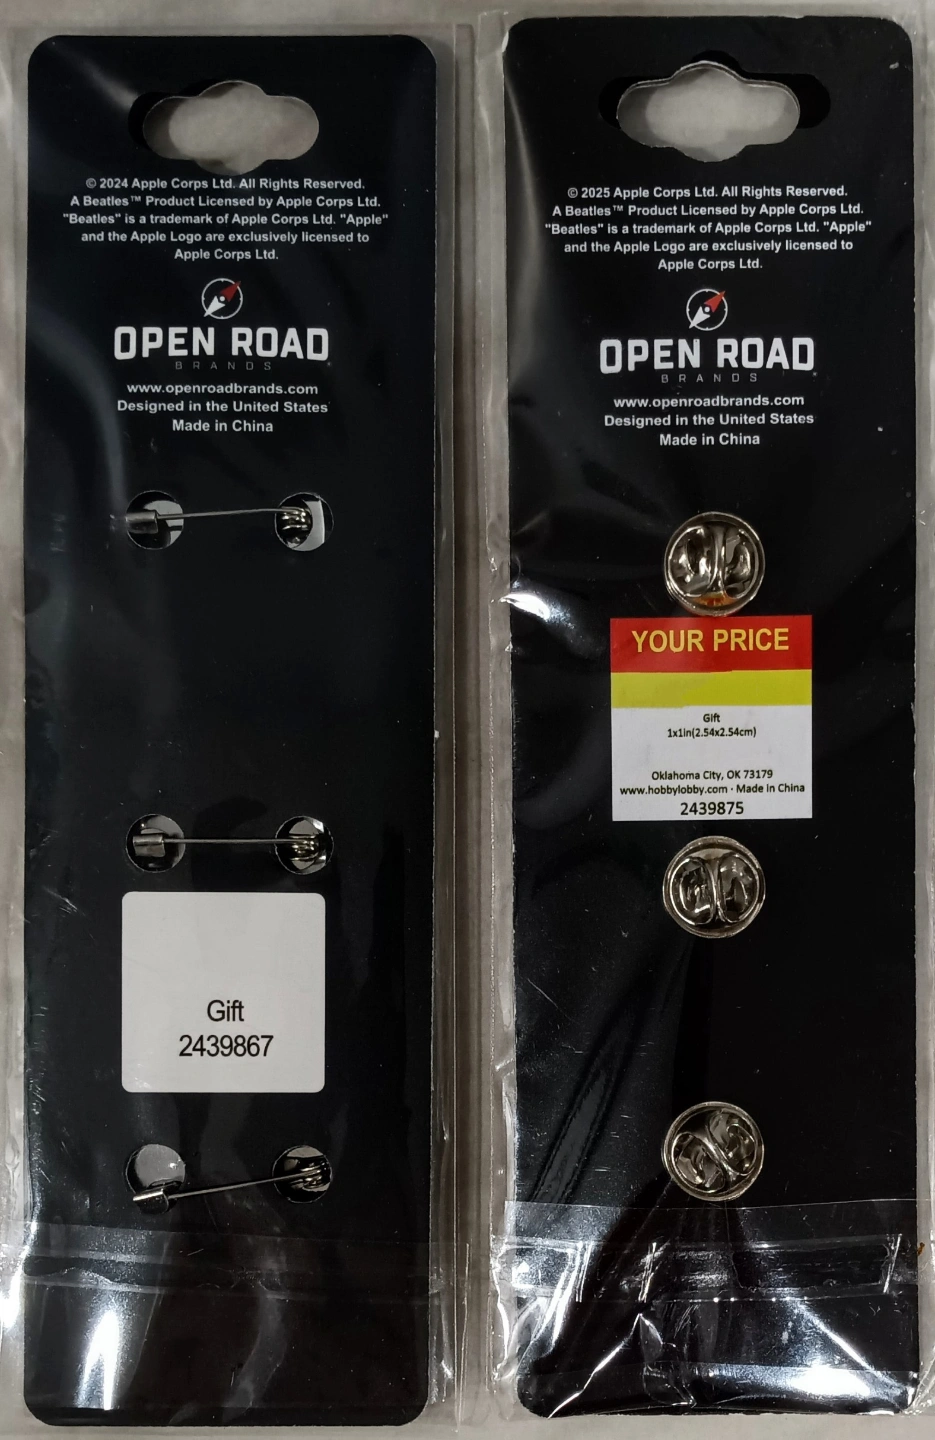 © 2024 Apple Corps Ltd. All Rights Reserved.
A Beatles™ Product Licensed by Apple Corps Ltd.
"Beatles" is a trademark of Apple Corps Ltd. "Apple"
and the Apple Logo are exclusively licensed to
Apple Corps Ltd.
OPEN ROAD
BRANDS
www.openroadbrands.com
Designed in the United States
Made in China
Gift
2439867
© 2025 Apple Corps Ltd. All Rights Reserved.
A Beatles™ Product Licensed by Apple Corps Ltd.
"Beatles" is a trademark of Apple Corps Ltd. "Apple"
and the Apple Logo are exclusively licensed to
Apple Corps Ltd.
OPEN ROAD
BRANDS
www.openroadbrands.com
Designed in the United States
Made in China
YOUR PRICE
Gift
1x1in(2.54x2.54cm)
Oklahoma City, OK 73179
www.hobbylobby.com · Made in China
2439875